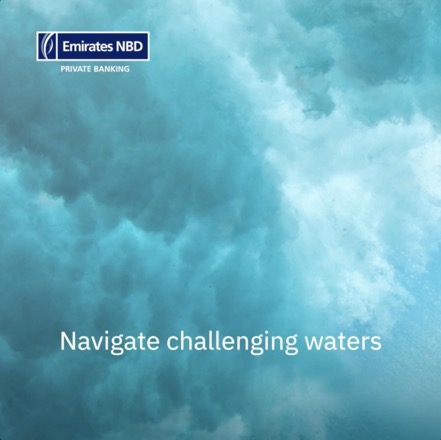 Emirates NBD
PRIVATE BANKING
Navigate challenging waters